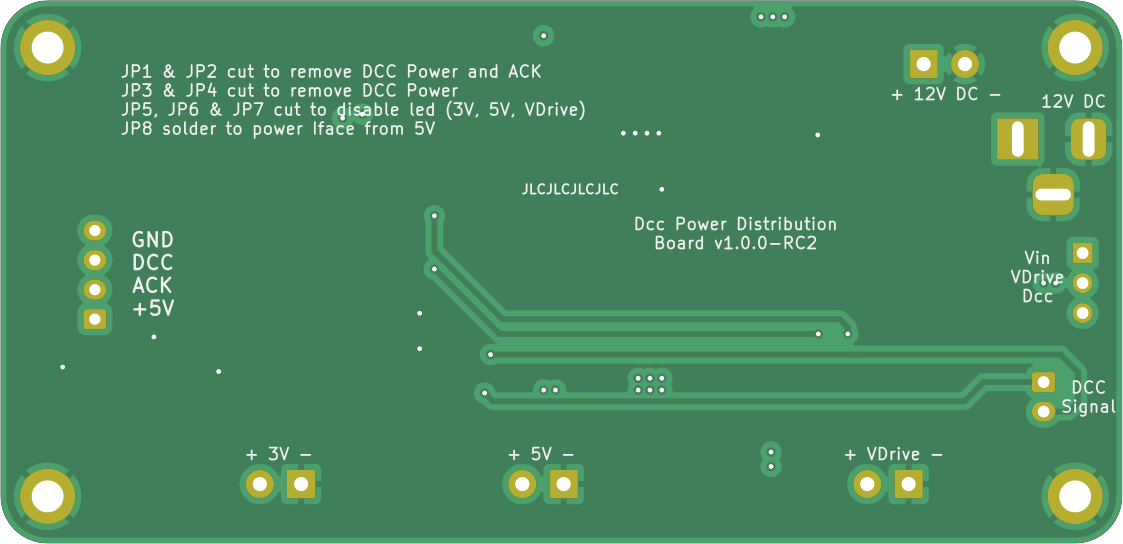 JP1 & JP2 cut to remove DCC Power and ACK
JP3 & JP4 cut to remove DCC Power
JP5, JP6 & JP7 cut to disable led (3V, 5V, VDrive)
JP8 solder to power Iface from 5V
+ 12V DC -
12V DC
JLCJLCJLCJLC
Dcc Power Distribution
Board v1.0.0-RC2
GND
DCC
ACK
+5V
Vin
VDrive
Dcc
DCC
Signal
+ 3V -
+ 5V -
+ VDrive -